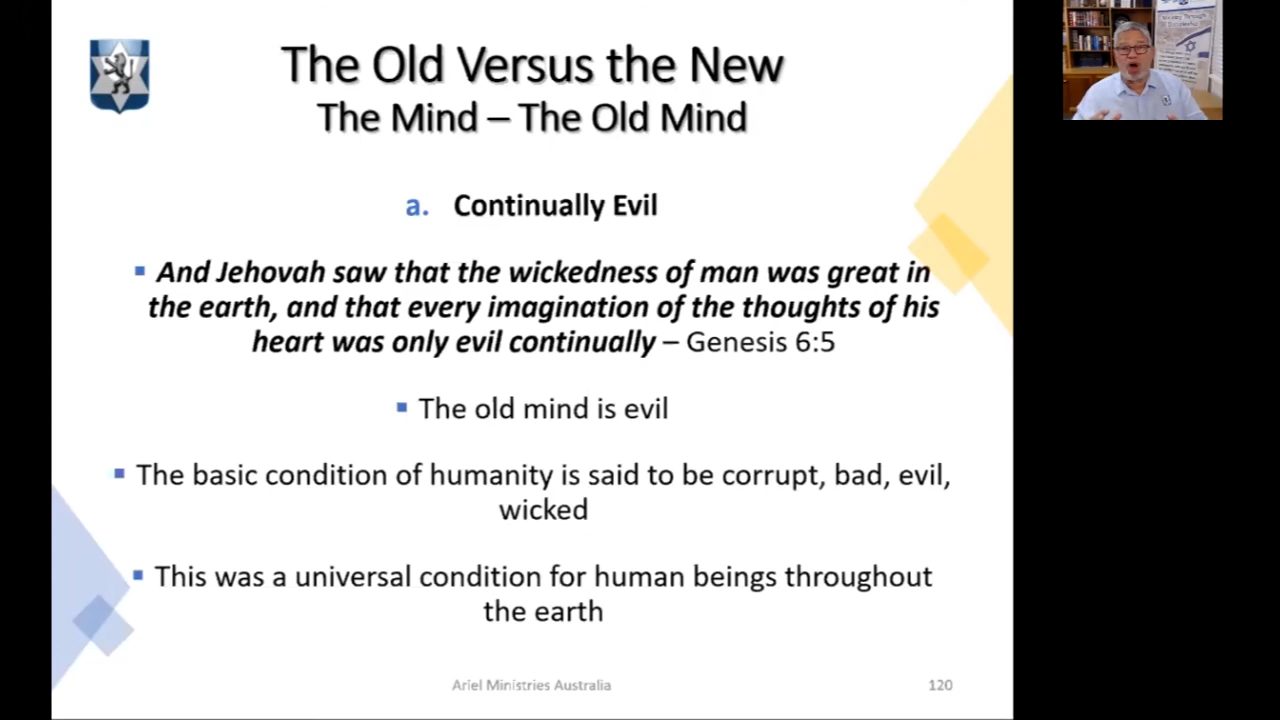 The Old Versus the New
The Mind – The Old Mind
a. Continually Evil
▪ And Jehovah saw that the wickedness of man was great in
the earth, and that every imagination of the thoughts of his
heart was only evil continually – Genesis 6:5
▪ The old mind is evil
▪ The basic condition of humanity is said to be corrupt, bad, evil,
wicked
▪ This was a universal condition for human beings throughout
the earth
Ariel Ministries Australia
120